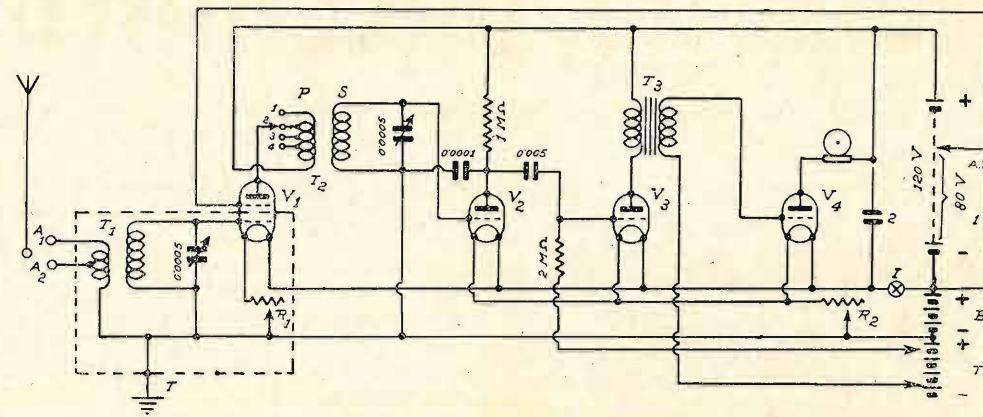 P
S
1
2
3
4
T2
0'0005
1 MΩ
0'0001
0'005
V1
V2
T3
V3
V4
2
+
120 V
80 V
A.
1
-
A1
A2
T1
0'0005
2 MΩ
R1
I
R2
+
-
+
-
E
T
T